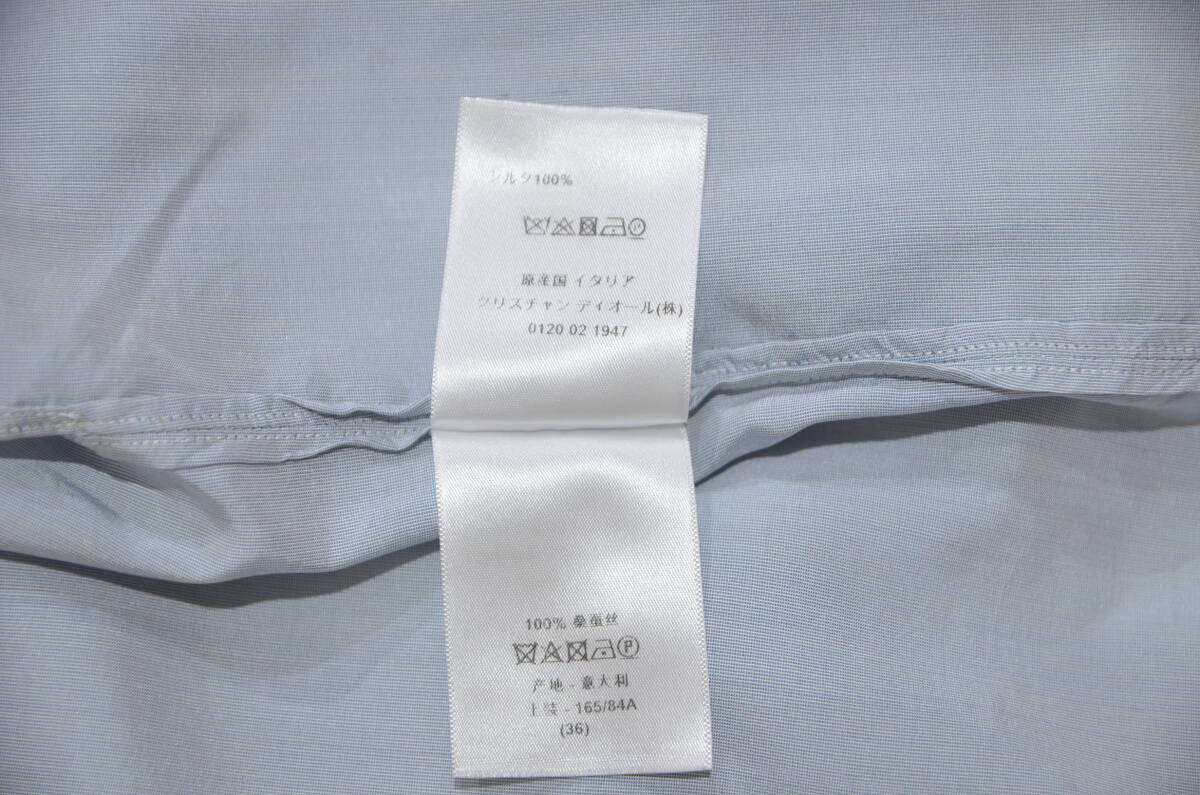 シルク100%
原産国 イタリア
クリスチャン ディオール(株)
0120 02 1947
100% 桑蚕丝
P
产地 - 意大利
上装 - 165/84A
(36)